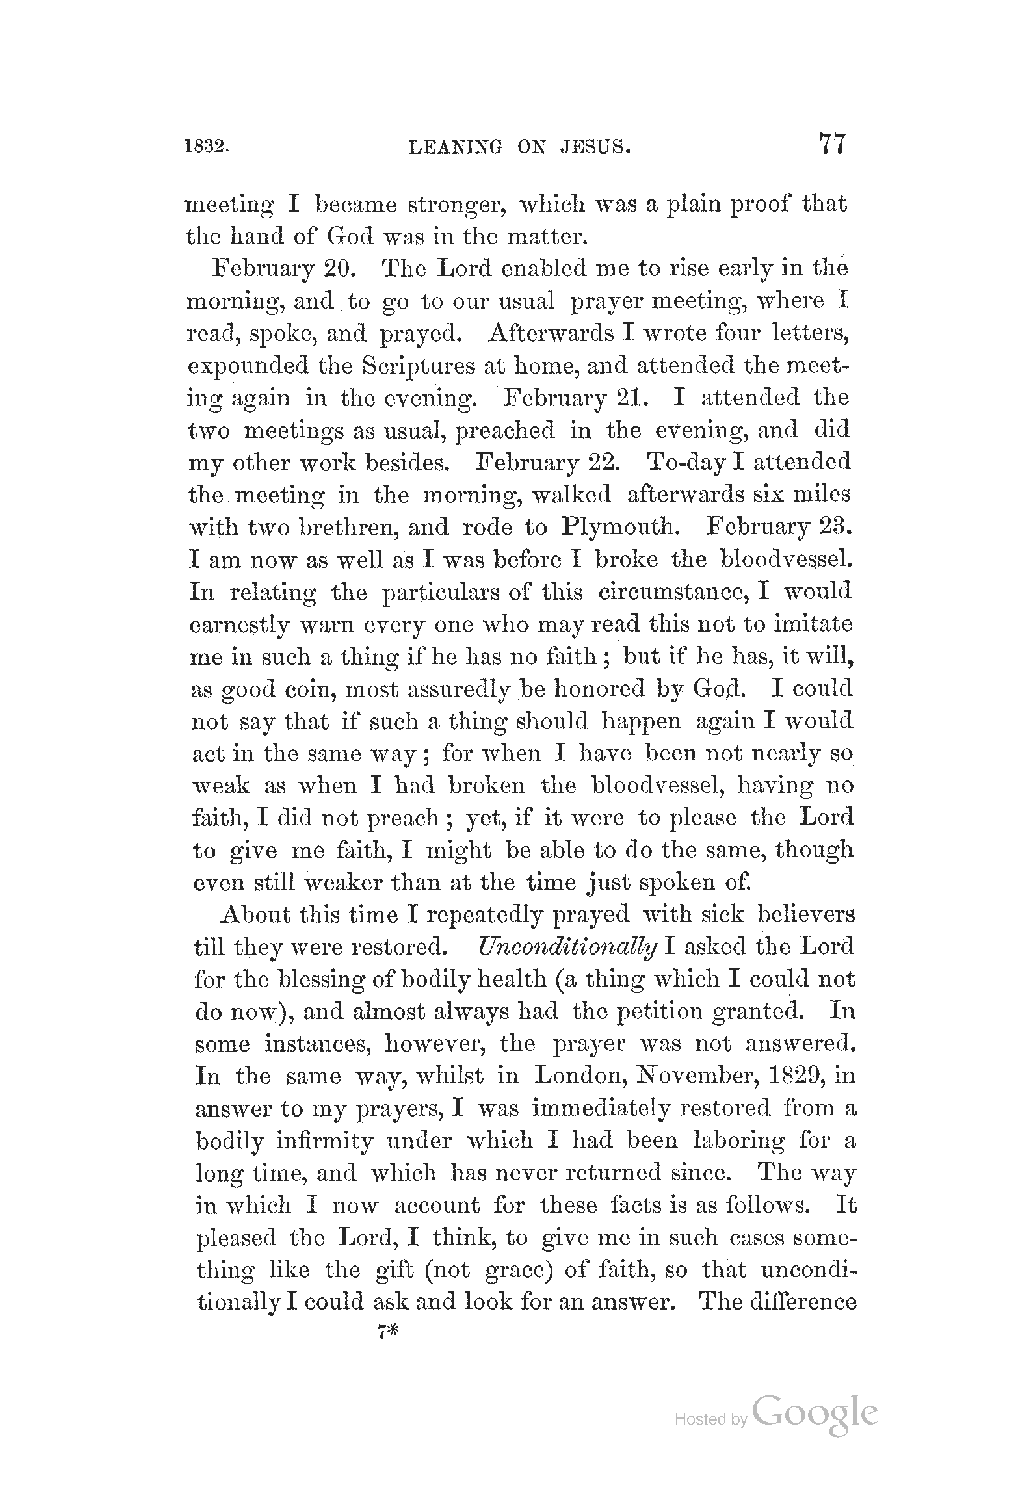 1832. LEANING ON JESUS. 77
meeting I became stronger, which was a plain proof that
the hand of God was in the matter.
February 20. The Lord enabled me to rise early in the
morning, and to go to our usual prayer meeting, where I
read, spoke, and prayed. Afterwards I wrote four letters,
expounded the Scriptures at home, and attended the meet-
ing again in the evening. February 21. I attended the
two meetings as usual, preached in the evening, and did
my other work besides. February 22. To-day I attended
the meeting in the morning, walked afterwards six miles
with two brethren, and rode to Plymouth. February 23.
I am now as well as I was before I broke the bloodvessel.
In relating the particulars of this circumstance, I would
earnestly warn every one who may read this not to imitate
me in such a thing if he has no faith; but if he has, it will,
as good coin, most assuredly be honored by God. I could
not say that if such a thing should happen again I would
act in the same way; for when I have been not nearly so
weak as when I had broken the bloodvessel, having no
faith, I did not preach; yet, if it were to please the Lord
to give me faith, I might be able to do the same, though
even still weaker than at the time just spoken of.
About this time I repeatedly prayed with sick believers
till they were restored. Unconditionally I asked the Lord
for the blessing of bodily health (a thing which I could not
do now), and almost always had the petition granted. In
some instances, however, the prayer was not answered.
In the same way, whilst in London, November, 1829, in
answer to my prayers, I was immediately restored from a
bodily infirmity under which I had been laboring for a
long time, and which has never returned since. The way
in which I now account for these facts is as follows. It
pleased the Lord, I think, to give me in such cases some-
thing like the gift (not grace) of faith, so that uncondi-
tionally I could ask and look for an answer. The difference
7*
Hosted by Google